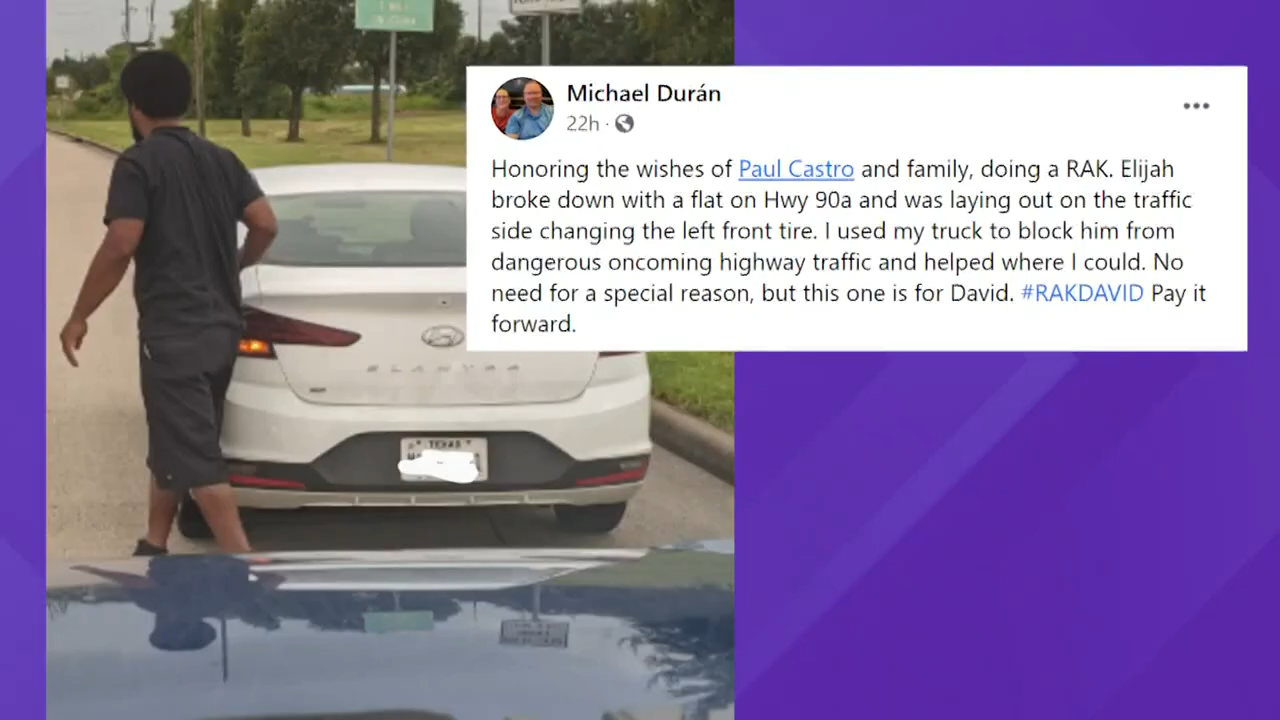 Michael Durán
22h ·
Honoring the wishes of Paul Castro and family, doing a RAK. Elijah
broke down with a flat on Hwy 90a and was laying out on the traffic
side changing the left front tire. I used my truck to block him from
dangerous oncoming highway traffic and helped where I could. No
need for a special reason, but this one is for David. #RAKDAVID Pay it
forward.
ELANTRA
TEXAS